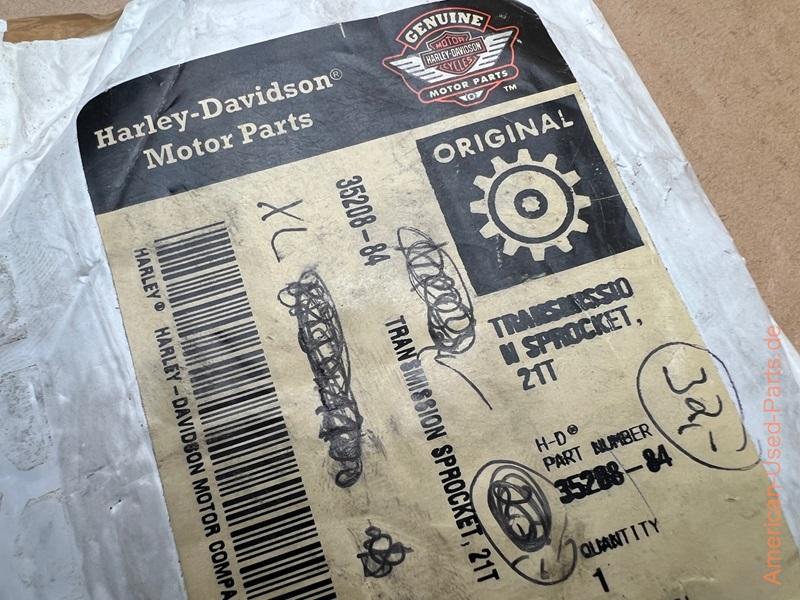 GENUINE
MOTOR
HARLEY-DAVIDSON
CYCLES
MOTOR PARTS
TM
Harley-Davidson®
Motor Parts
ORIGINAL
XL
35208-84
TRANSMISSION SPROCKET, 21T
HARLEY® HARLEY-DAVIDSON MOTOR COMPA
TRANSMISSIO
N SPROCKET,
21T
32,-
H-D®
PART NUMBER
35208-84
QUANTITY
1
American-Used-Parts.de